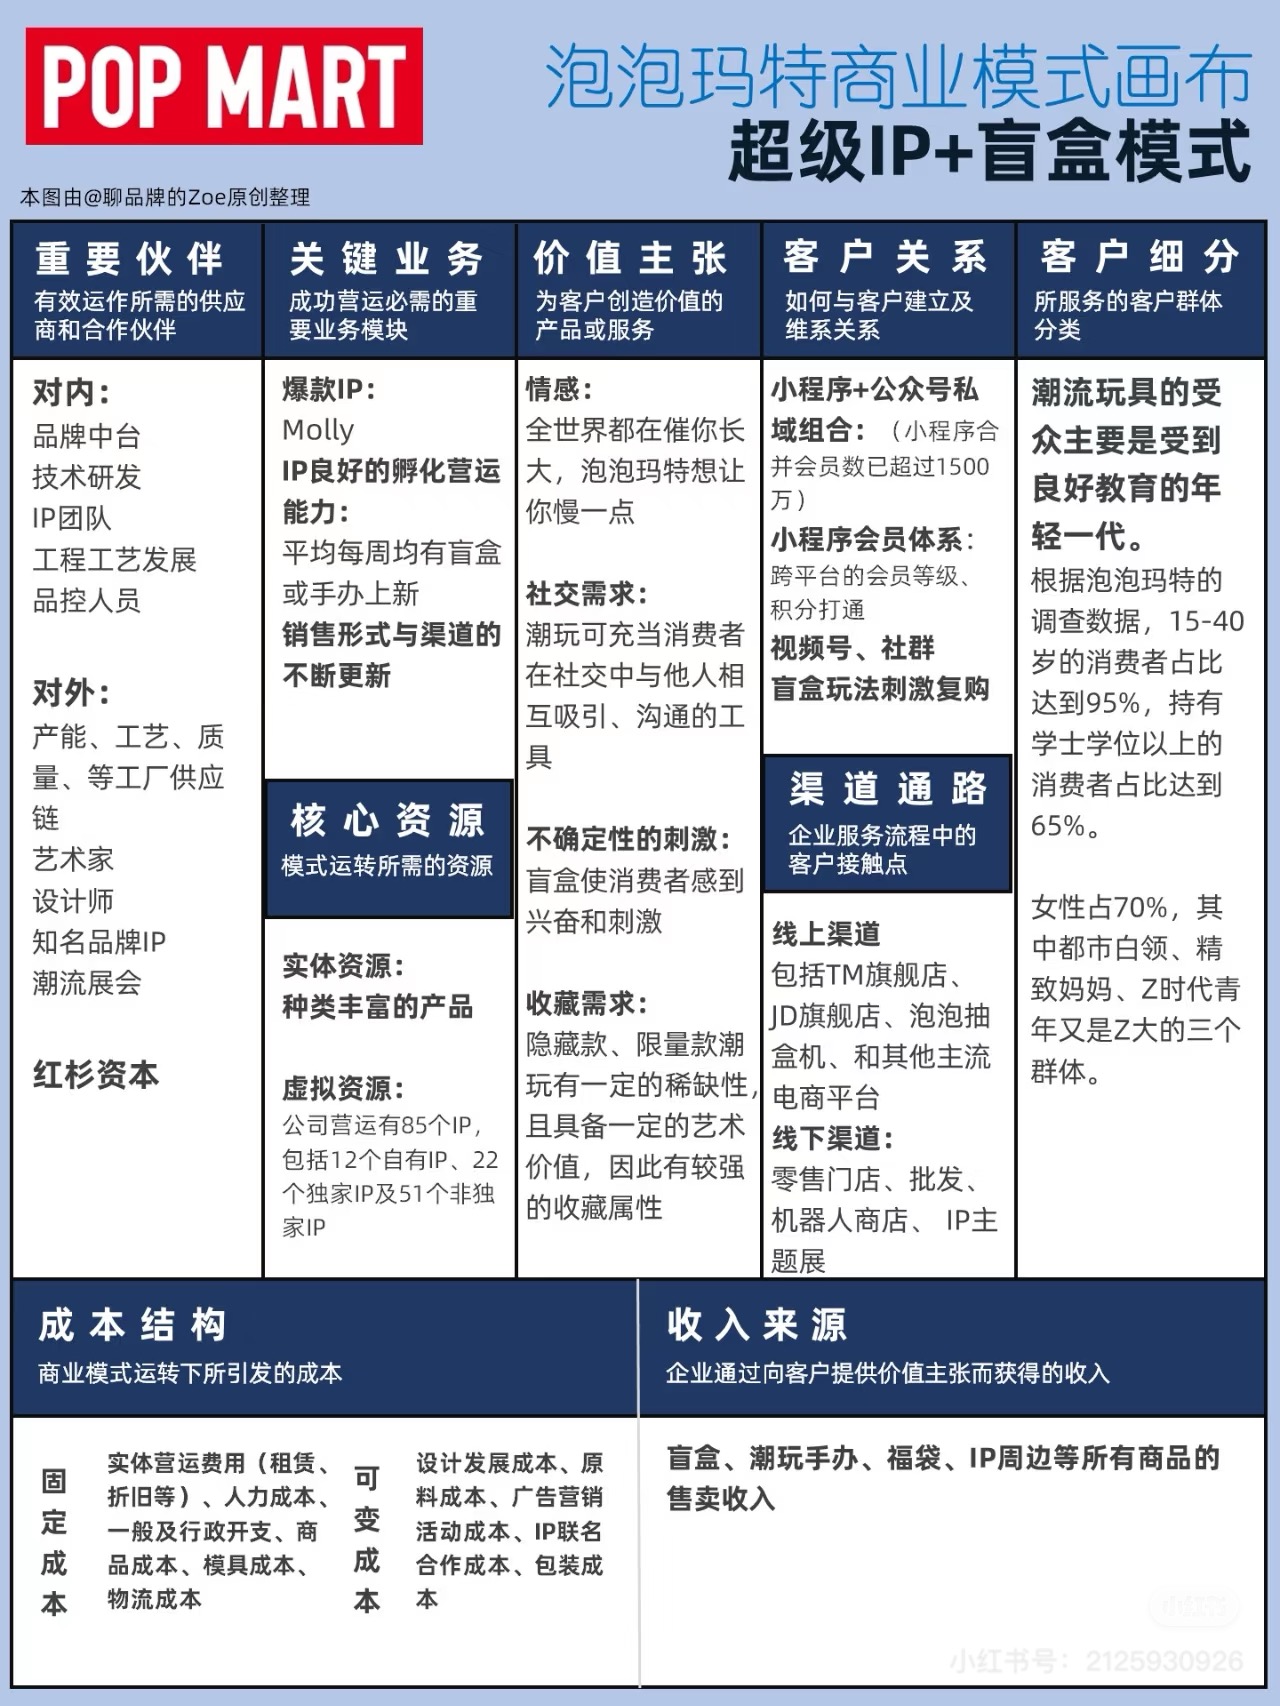 POP MART
泡泡玛特商业模式画布
超级IP+盲盒模式
本图由@聊品牌的Zoe原创整理
重要伙伴
有效运作所需的供应
商和合作伙伴
对内：
品牌中台
技术研发
IP团队
工程工艺发展
品控人员
对外：
产能、工艺、质
量、等工厂供应
链
艺术家
设计师
知名品牌IP
潮流展会
红杉资本
关键业务
成功营运必需的重
要业务模块
爆款IP：
Molly
IP良好的孵化营运
能力：
平均每周均有盲盒
或手办上新
销售形式与渠道的
不断更新
核心资源
模式运转所需的资源
实体资源：
种类丰富的产品
虚拟资源：
公司营运有85个IP，
包括12个自有IP、22
个独家IP及51个非独
家IP
价值主张
为客户创造价值的
产品或服务
情感：
全世界都在催你长
大，泡泡玛特想让
你慢一点
社交需求：
潮玩可充当消费者
在社交中与他人相
互吸引、沟通的工
具
不确定性的刺激：
盲盒使消费者感到
兴奋和刺激
收藏需求：
隐藏款、限量款潮
玩有一定的稀缺性，
且具备一定的艺术
价值，因此有较强
的收藏属性
客户关系
如何与客户建立及
维系关系
小程序+公众号私
域组合：（小程序合
并会员数已超过1500
万）
小程序会员体系：
跨平台的会员等级、
积分打通
视频号、社群
盲盒玩法刺激复购
渠道通路
企业服务流程中的
客户接触点
线上渠道
包括TM旗舰店、
JD旗舰店、泡泡抽
盒机、和其他主流
电商平台
线下渠道：
零售门店、批发、
机器人商店、 IP主
题展
客户细分
所服务的客户群体
分类
潮流玩具的受
众主要是受到
良好教育的年
轻一代。
根据泡泡玛特的
调查数据，15-40
岁的消费者占比
达到95%，持有
学士学位以上的
消费者占比达到
65%。
女性占70%，其
中都市白领、精
致妈妈、Z时代青
年又是Z大的三个
群体。
成本结构
商业模式运转下所引发的成本
固定成本
实体营运费用（租赁、
折旧等）、人力成本、
一般及行政开支、商
品成本、模具成本、
物流成本
可变成本
设计发展成本、原
料成本、广告营销
活动成本、IP联名
合作成本、包装成
本
收入来源
企业通过向客户提供价值主张而获得的收入
盲盒、潮玩手办、福袋、IP周边等所有商品的
售卖收入
小红书
小红书号：2125930926